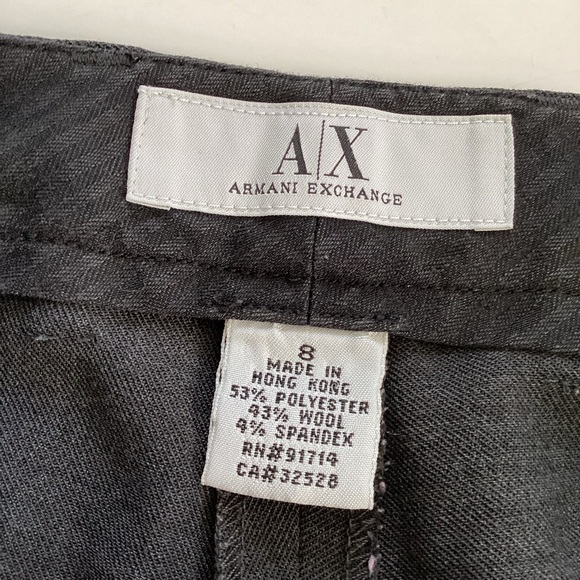 A|X
ARMANI EXCHANGE
8
MADE IN
HONG KONG
53% POLYESTER
43% WOOL
4% SPANDEX
RN#91714
CA#32528